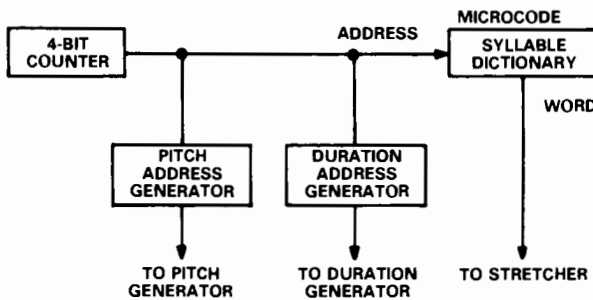 MICROCODE
4-BIT
COUNTER
ADDRESS
SYLLABLE
DICTIONARY
WORD
PITCH
ADDRESS
GENERATOR
DURATION
ADDRESS
GENERATOR
TO PITCH
GENERATOR
TO DURATION
GENERATOR
TO STRETCHER